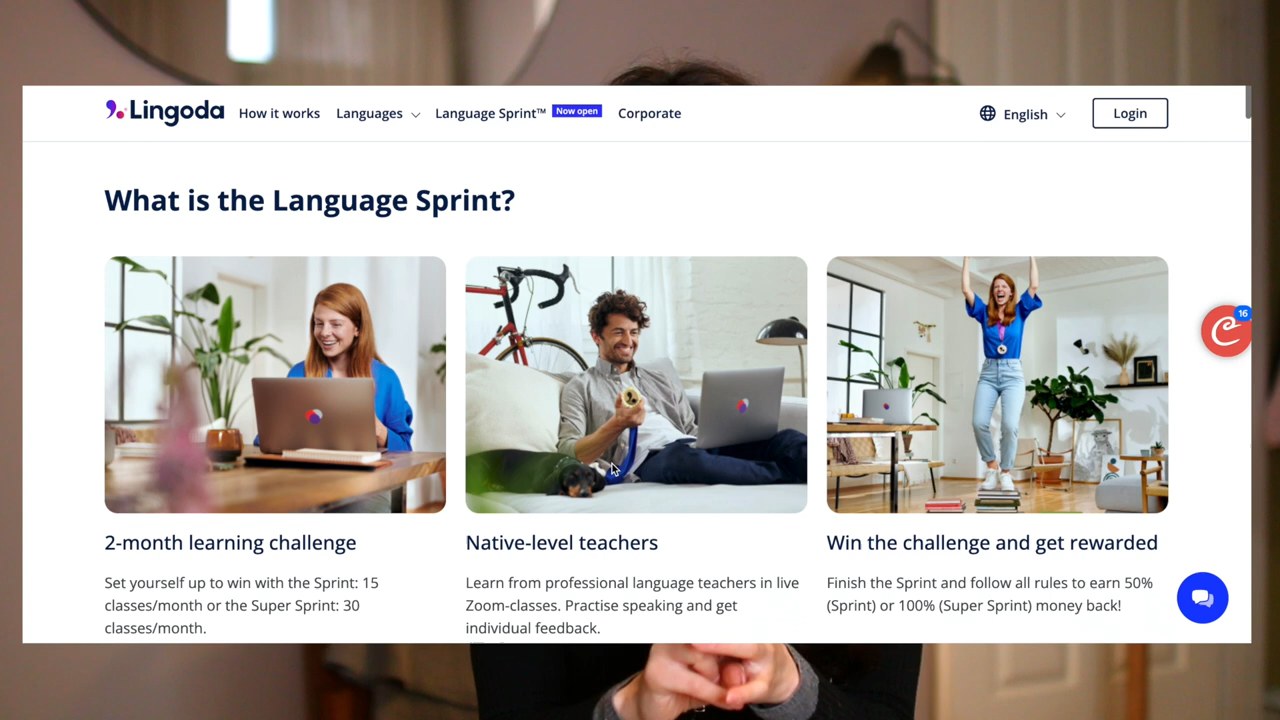 Lingoda How it works Languages Language Sprint™ Now open Corporate English Login
What is the Language Sprint?
16
2-month learning challenge
Set yourself up to win with the Sprint: 15
classes/month or the Super Sprint: 30
classes/month.
Native-level teachers
Learn from professional language teachers in live
Zoom-classes. Practise speaking and get
individual feedback.
Win the challenge and get rewarded
Finish the Sprint and follow all rules to earn 50%
(Sprint) or 100% (Super Sprint) money back!